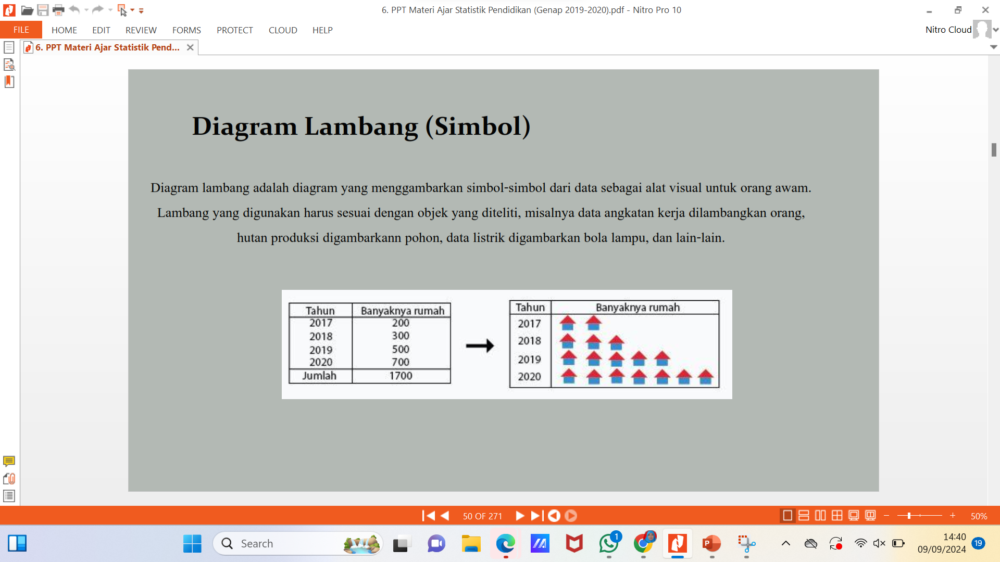 6. PPT Materi Ajar Statistik Pendidikan (Genap 2019-2020).pdf - Nitro Pro 10
FILE HOME EDIT REVIEW FORMS PROTECT CLOUD HELP
Nitro Cloud
6. PPT Materi Ajar Statistik Pend...
Diagram Lambang (Simbol)
Diagram lambang adalah diagram yang menggambarkan simbol-simbol dari data sebagai alat visual untuk orang awam.
Lambang yang digunakan harus sesuai dengan objek yang diteliti, misalnya data angkatan kerja dilambangkan orang,
hutan produksi digambarkann pohon, data listrik digambarkan bola lampu, dan lain-lain.
Tahun Banyaknya rumah
2017 200
2018 300
2019 500
2020 700
Jumlah 1700
Tahun Banyaknya rumah
2017
2018
2019
2020
50 OF 271
50%
Search
1
14:40
09/09/2024
19